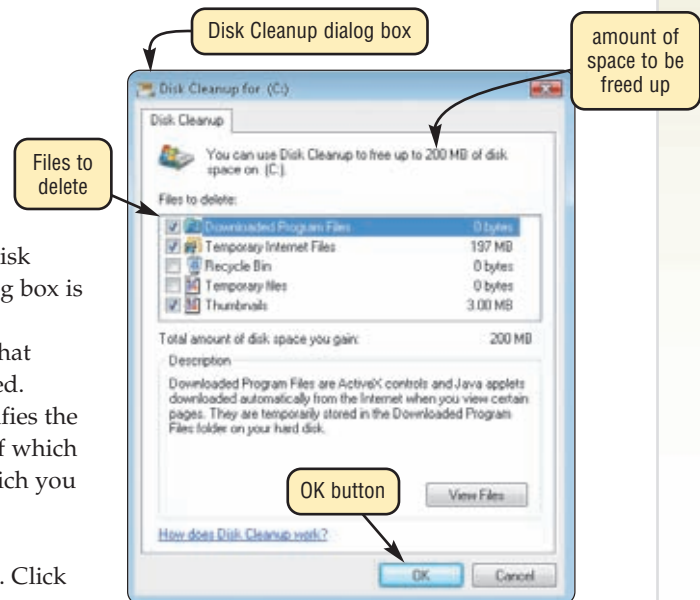 Disk Cleanup dialog box
amount of
space to be
freed up
Disk Cleanup for (C:)
Disk Cleanup
You can use Disk Cleanup to free up to 200 MB of disk
space on (C:).
Files to
delete
Files to delete:
Downloaded Program Files 0 bytes
Temporary Internet Files 197 MB
Recycle Bin 0 bytes
Temporary files 0 bytes
Thumbnails 3.00 MB
Total amount of disk space you gain: 200 MB
Description
Downloaded Program Files are ActiveX controls and Java applets
downloaded automatically from the Internet when you view certain
pages. They are temporarily stored in the Downloaded Program
Files folder on your hard disk.
OK button
View Files
How does Disk Cleanup work?
OK Cancel
isk
g box is
hat
ed.
fies the
f which
ich you
. Click